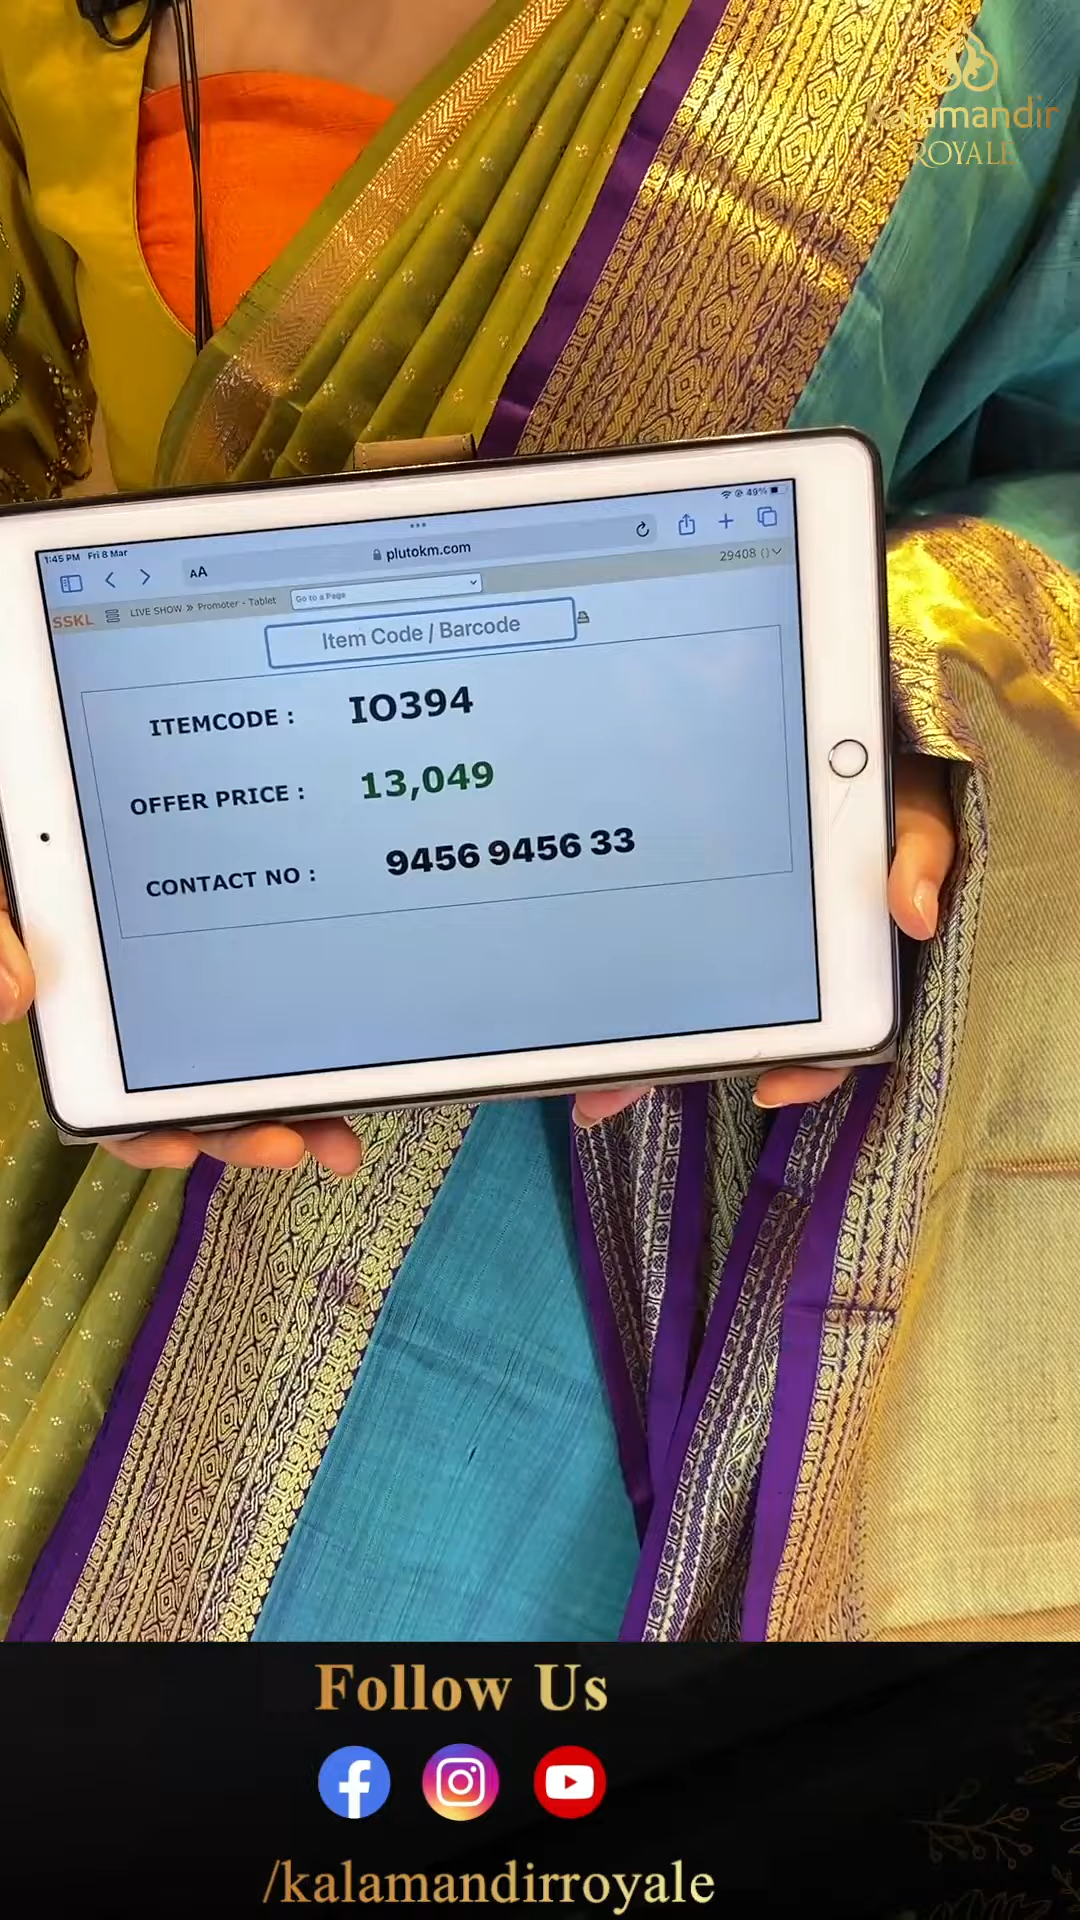 Kalamandir
ROYALE
1:45 PM Fri 8 Mar
49%
AA
plutokm.com
SSKL
LIVE SHOW » Promoter - Tablet
Go to a Page
29408 ()
Item Code / Barcode
ITEMCODE : IO394
OFFER PRICE : 13,049
CONTACT NO : 9456 9456 33
Follow Us
/kalamandirroyale